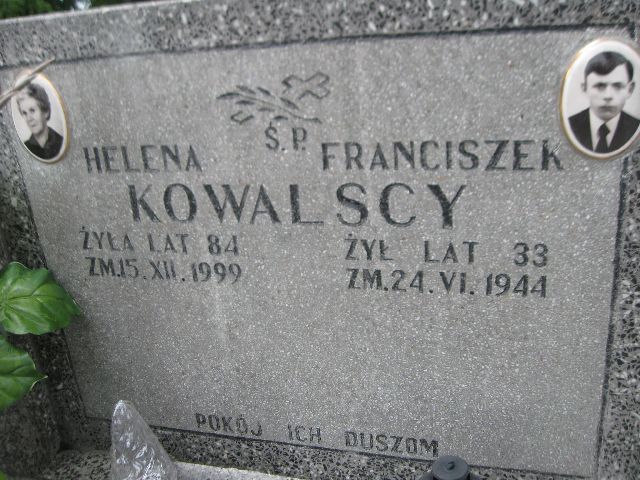 Ś.P.
HELENA FRANCISZEK
KOWALSCY
ŻYŁA LAT 84 ŻYŁ LAT 33
ZM.15.XII.1999 ZM.24.VI.1944
POKÓJ ICH DUSZOM